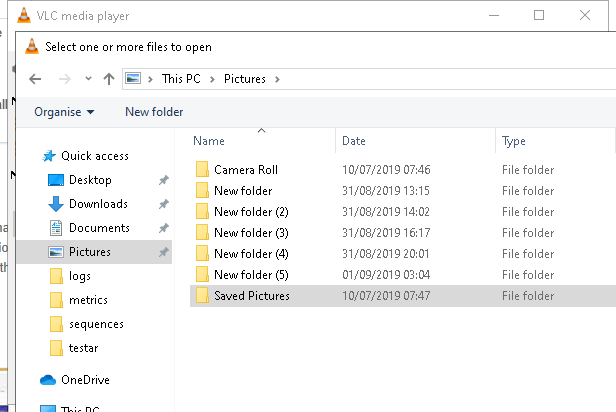 VLC media player
Select one or more files to open
This PC > Pictures >
Organise New folder
Name Date Type
Quick access
Desktop
Downloads
Documents
Pictures
logs
metrics
sequences
testar
OneDrive
This PC
Camera Roll 10/07/2019 07:46 File folder
New folder 31/08/2019 13:15 File folder
New folder (2) 31/08/2019 14:02 File folder
New folder (3) 31/08/2019 16:17 File folder
New folder (4) 31/08/2019 20:01 File folder
New folder (5) 01/09/2019 03:04 File folder
Saved Pictures 10/07/2019 07:47 File folder